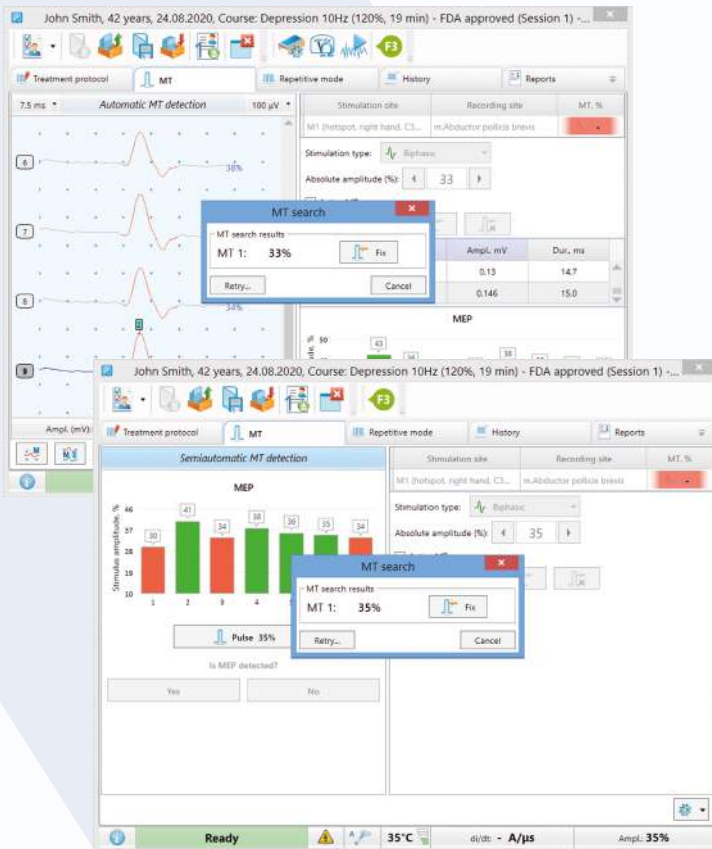 John Smith, 42 years, 24.08.2020, Course: Depression 10Hz (120%, 19 min) - FDA approved (Session 1) -...
F3
Treatment protocol MT Repetitive mode History Reports
7.5 ms Automatic MT detection 100 µV
Stimulation site Recording site MT, %
M1 (hotspot, right hand, C3... m.Abductor pollicis brevis -
Stimulation type: Biphasic
Absolute amplitude (%): 33
6
38%
7
8
34%
9
MT search
MT search results
MT 1: 33% Fix
Retry... Cancel
Ampl., mV Dur., ms
0.13 14.7
0.146 15.0
MEP
50
43
38
Ampl. (mV):
John Smith, 42 years, 24.08.2020, Course: Depression 10Hz (120%, 19 min) - FDA approved (Session 1) -...
F3
Treatment protocol MT Repetitive mode History Reports
Semiautomatic MT detection
Stimulation site Recording site MT, %
M1 (hotspot, right hand, C3... m.Abductor pollicis brevis -
Stimulation type: Biphasic
Absolute amplitude (%): 35
MEP
Stimulus amplitude, %
46
37
28
19
10
30 41 34 38 36 35 34
1 2 3 4
MT search
MT search results
MT 1: 35% Fix
Retry... Cancel
Pulse 35%
Is MEP detected?
Yes No
Ready 35°C di/dt: - A/µs Ampl.: 35%